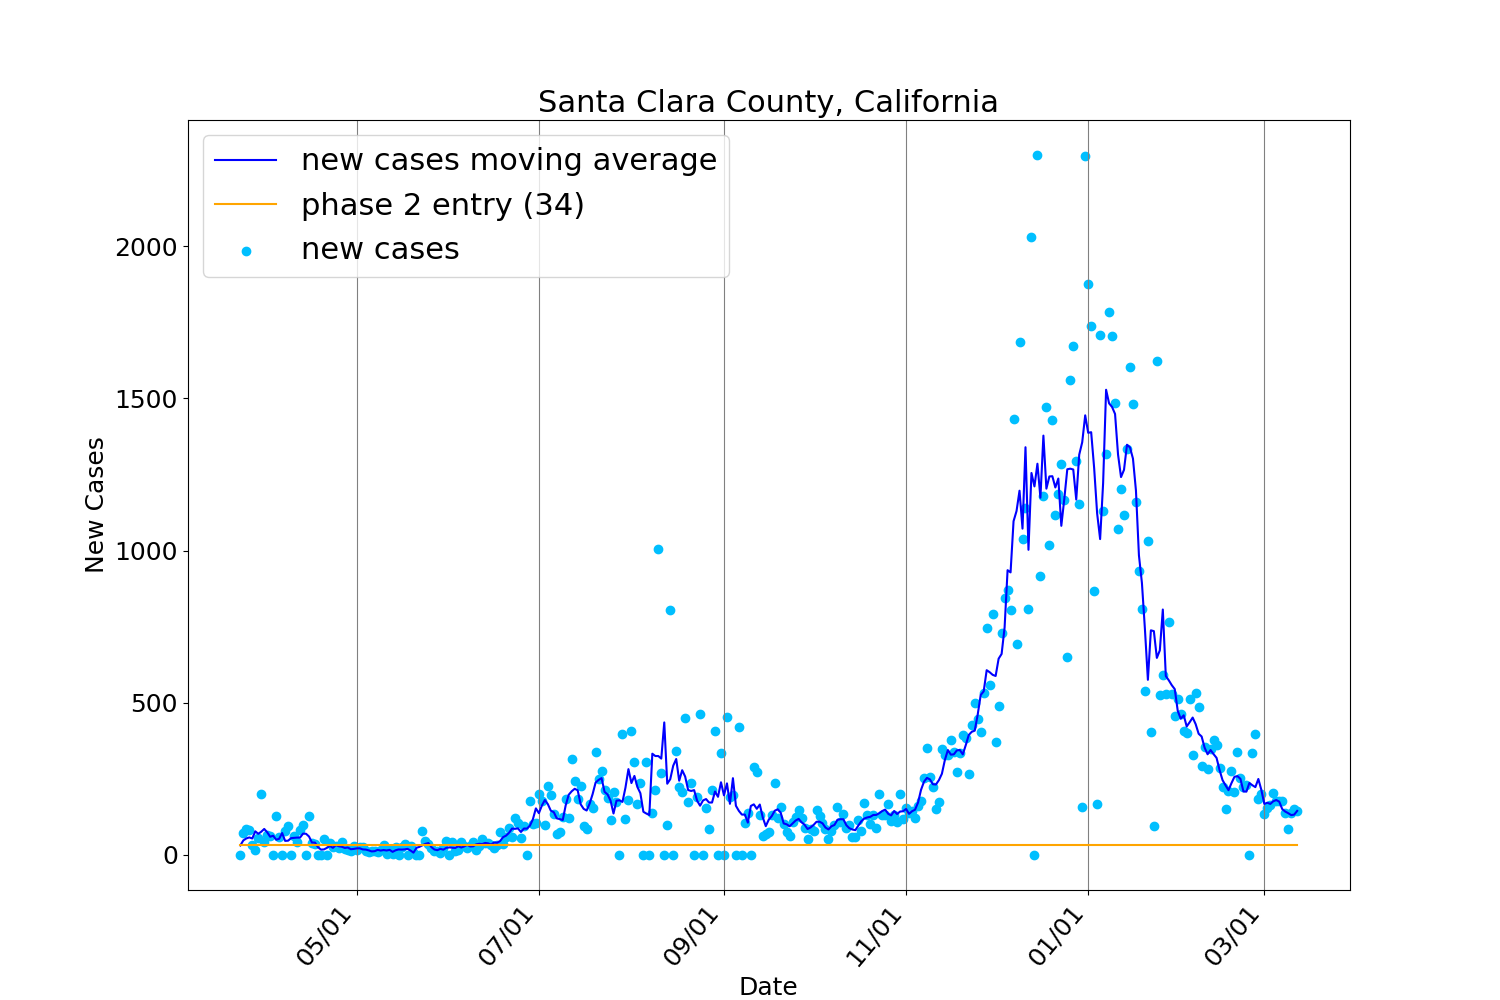 Santa Clara County, California
new cases moving average
phase 2 entry (34)
new cases
2000
1500
1000
500
0
New Cases
05/01
07/01
09/01
11/01
01/01
03/01
Date